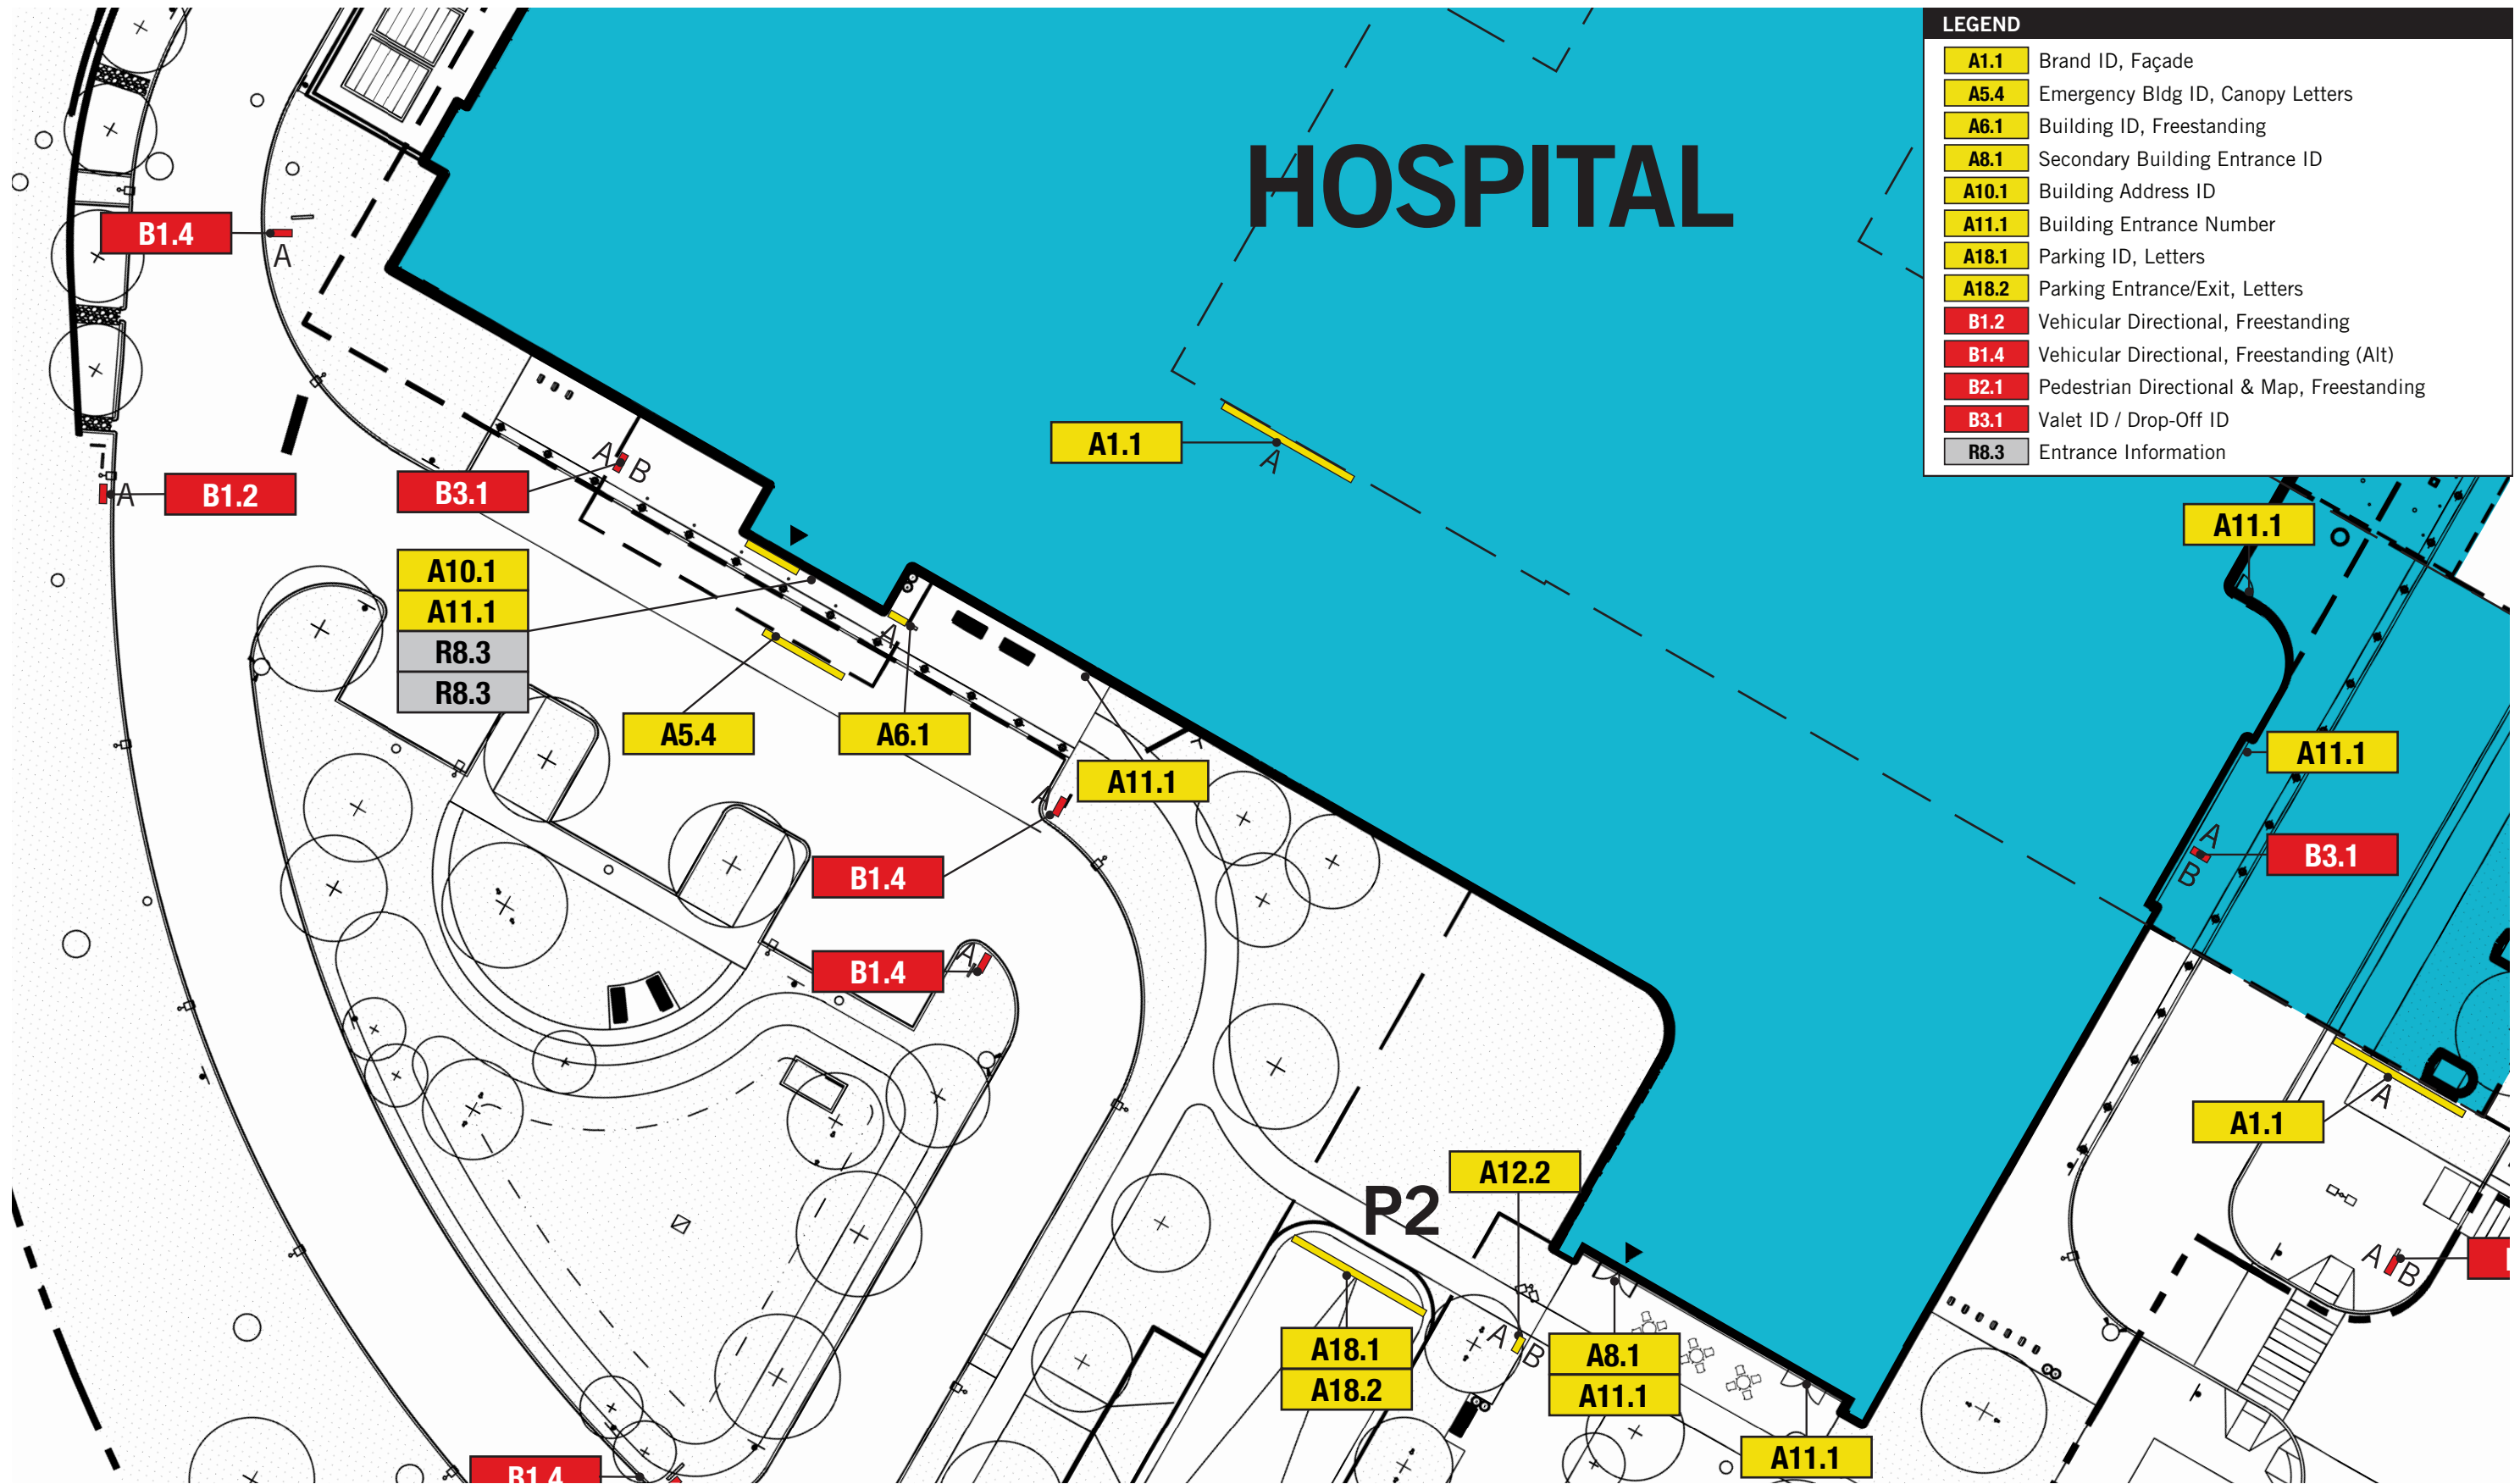 LEGEND
A1.1 Brand ID, Façade
A5.4 Emergency Bldg ID, Canopy Letters
A6.1 Building ID, Freestanding
A8.1 Secondary Building Entrance ID
A10.1 Building Address ID
A11.1 Building Entrance Number
A18.1 Parking ID, Letters
A18.2 Parking Entrance/Exit, Letters
B1.2 Vehicular Directional, Freestanding
B1.4 Vehicular Directional, Freestanding (Alt)
B2.1 Pedestrian Directional & Map, Freestanding
B3.1 Valet ID / Drop-Off ID
R8.3 Entrance Information
HOSPITAL
B1.4
A
A1.1
A
B1.2
A
B3.1
A B
A11.1
A10.1
A11.1
R8.3
R8.3
A5.4
A6.1
A
A11.1
A11.1
B1.4
A
B3.1
A
B
B1.4
A
A1.1
A
D
P2
A12.2
A B
A18.1
A18.2
A8.1
A11.1
A11.1
A B
B1.4